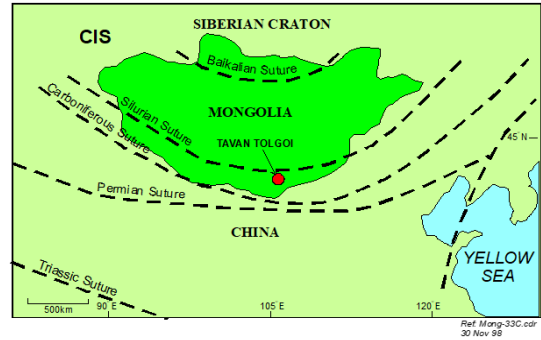 SIBERIAN CRATON
CIS
Baikalian Suture
Silurian Suture
Carboniferous Suture
MONGOLIA
TAVAN TOLGOI
45 N
Permian Suture
CHINA
YELLOW
SEA
Triassic Suture
500km
90 E
105 E
120 E
Ref: Mong-33C.cdr
30 Nov 98